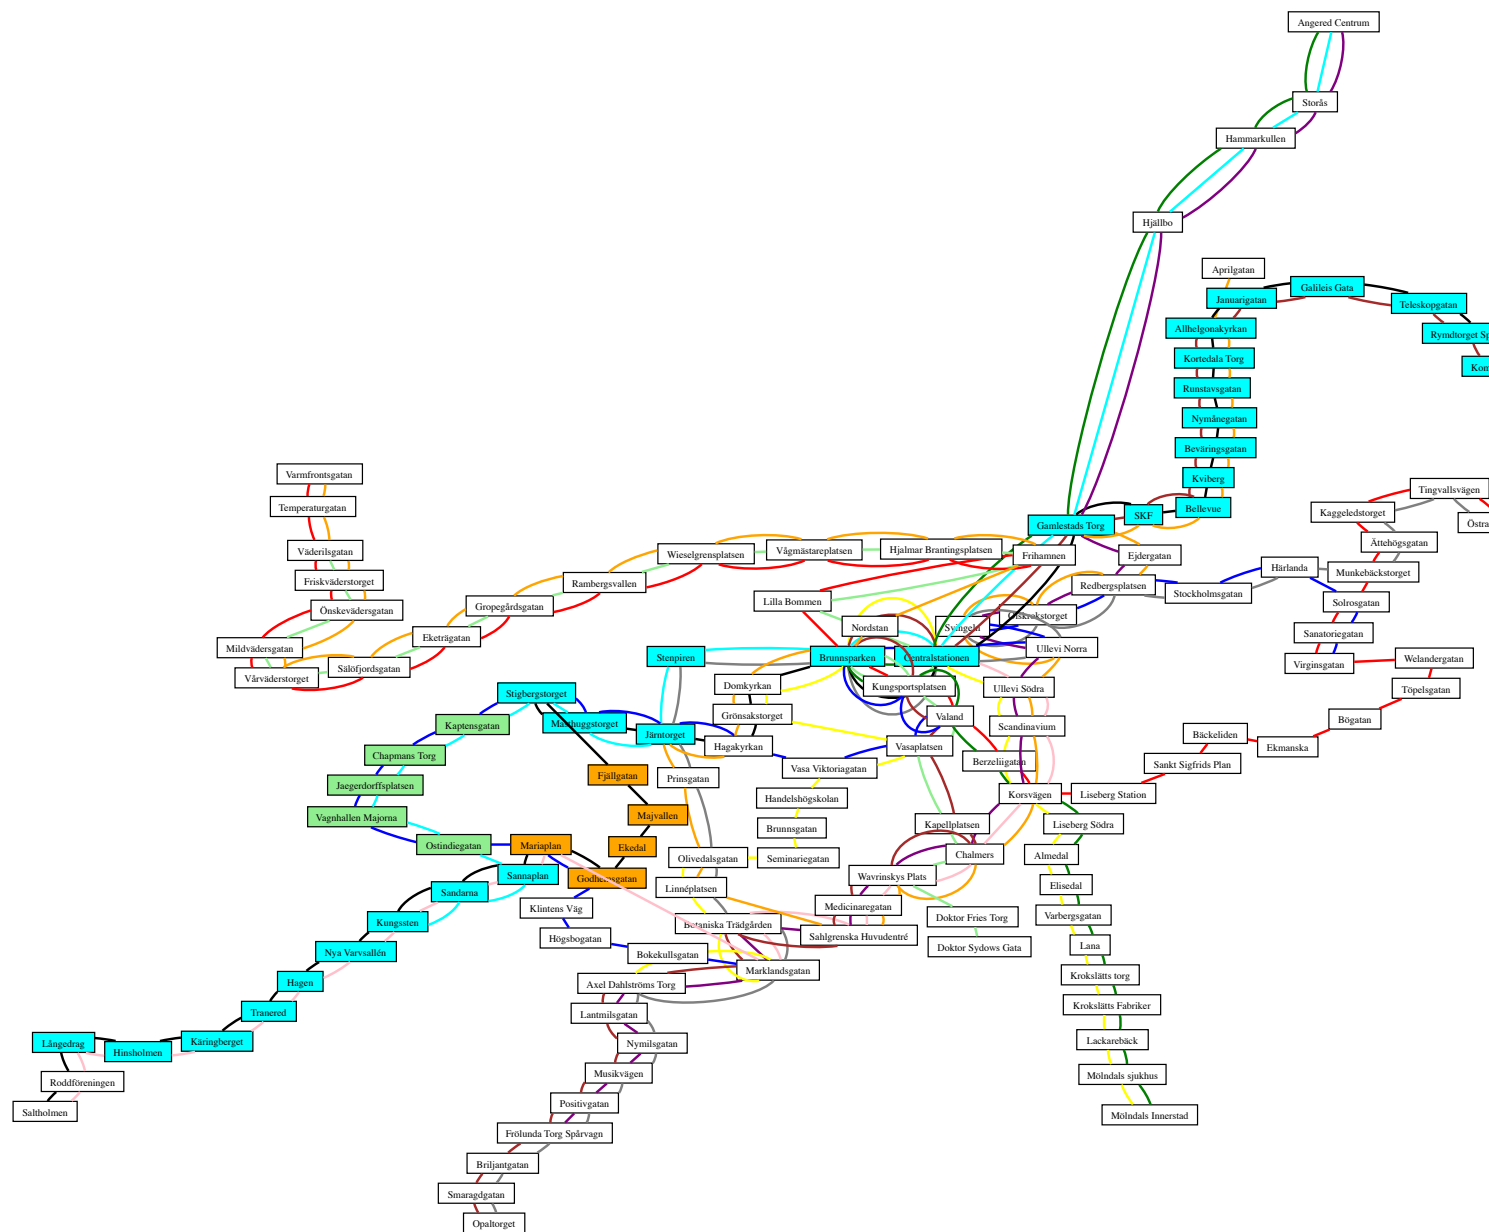 Angered Centrum
Storås
Hammarkullen
Hjällbo
Aprilgatan
Januarigatan
Galileis Gata
Teleskopgatan
Allhelgonakyrkan
Rymdtorget Sp
Kortedala Torg
Kom
Runstavsgatan
Nymånegatan
Beväringsgatan
Kviberg
Bellevue
SKF
Gamlestads Torg
Tingvallsvägen
Kaggeledstorget
Östra
Ättehögsgatan
Munkebäckstorget
Härlanda
Stockholmsgatan
Solrosgatan
Sanatoriegatan
Virginsgatan
Welandergatan
Töpelsgatan
Bögatan
Ekmanska
Bäckeliden
Sankt Sigfrids Plan
Liseberg Station
Varmfrontsgatan
Temperaturgatan
Väderilsgatan
Friskväderstorget
Önskevädersgatan
Mildvädersgatan
Vårväderstorget
Sälöfjordsgatan
Eketrägatan
Gropegårdsgatan
Rambergsvallen
Wieselgrensplatsen
Vågmästareplatsen
Hjalmar Brantingsplatsen
Frihamnen
Ejdergatan
Redbergsplatsen
Lilla Bommen
Nordstan
Svingeln
Olskrokstorget
Ullevi Norra
Stenpiren
Brunnsparken
Centralstationen
Domkyrkan
Kungsportsplatsen
Ullevi Södra
Grönsakstorget
Valand
Scandinavium
Stigbergstorget
Masthuggstorget
Järntorget
Hagakyrkan
Vasaplatsen
Kaptensgatan
Chapmans Torg
Jaegerdorffsplatsen
Vagnhallen Majorna
Ostindiegatan
Mariaplan
Fjällgatan
Majvallen
Ekedal
Godhemsgatan
Prinsgatan
Vasa Viktoriagatan
Berzeliigatan
Handelshögskolan
Korsvägen
Brunnsgatan
Kapellplatsen
Liseberg Södra
Seminariegatan
Olivedalsgatan
Chalmers
Almedal
Linnéplatsen
Wavrinskys Plats
Elisedal
Sannaplan
Sandarna
Klintens Väg
Medicinaregatan
Doktor Fries Torg
Varbergsgatan
Kungssten
Högsbogatan
Botaniska Trädgården
Sahlgrenska Huvudentré
Doktor Sydows Gata
Lana
Nya Varvsallén
Bokekullsgatan
Marklandsgatan
Krokslätts torg
Hagen
Axel Dahlströms Torg
Krokslätts Fabriker
Tranered
Lantmilsgatan
Lackarebäck
Käringberget
Långedrag
Hinsholmen
Nymilsgatan
Mölndals sjukhus
Roddföreningen
Musikvägen
Saltholmen
Positivgatan
Mölndals Innerstad
Frölunda Torg Spårvagn
Briljantgatan
Smaragdgatan
Opaltorget